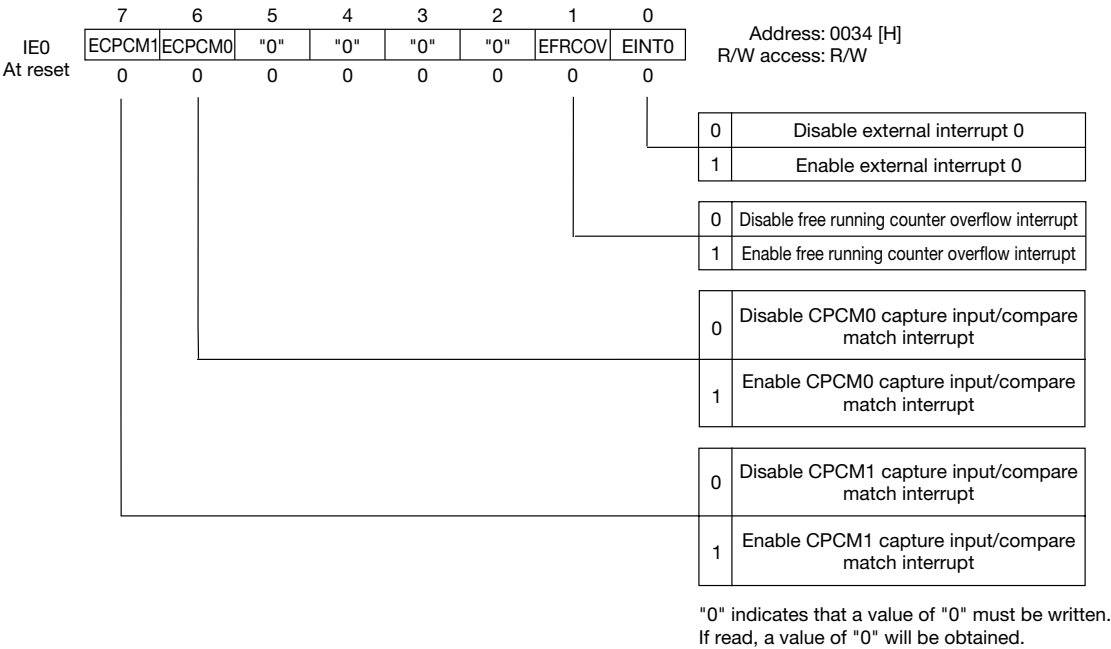 7 6 5 4 3 2 1 0
IE0 ECPCM1 ECPCM0 "0" "0" "0" "0" EFRCOV EINT0
At reset 0 0 0 0 0 0 0 0
Address: 0034 [H]
R/W access: R/W
0 Disable external interrupt 0
1 Enable external interrupt 0
0 Disable free running counter overflow interrupt
1 Enable free running counter overflow interrupt
0 Disable CPCM0 capture input/compare
match interrupt
1 Enable CPCM0 capture input/compare
match interrupt
0 Disable CPCM1 capture input/compare
match interrupt
1 Enable CPCM1 capture input/compare
match interrupt
"0" indicates that a value of "0" must be written.
If read, a value of "0" will be obtained.